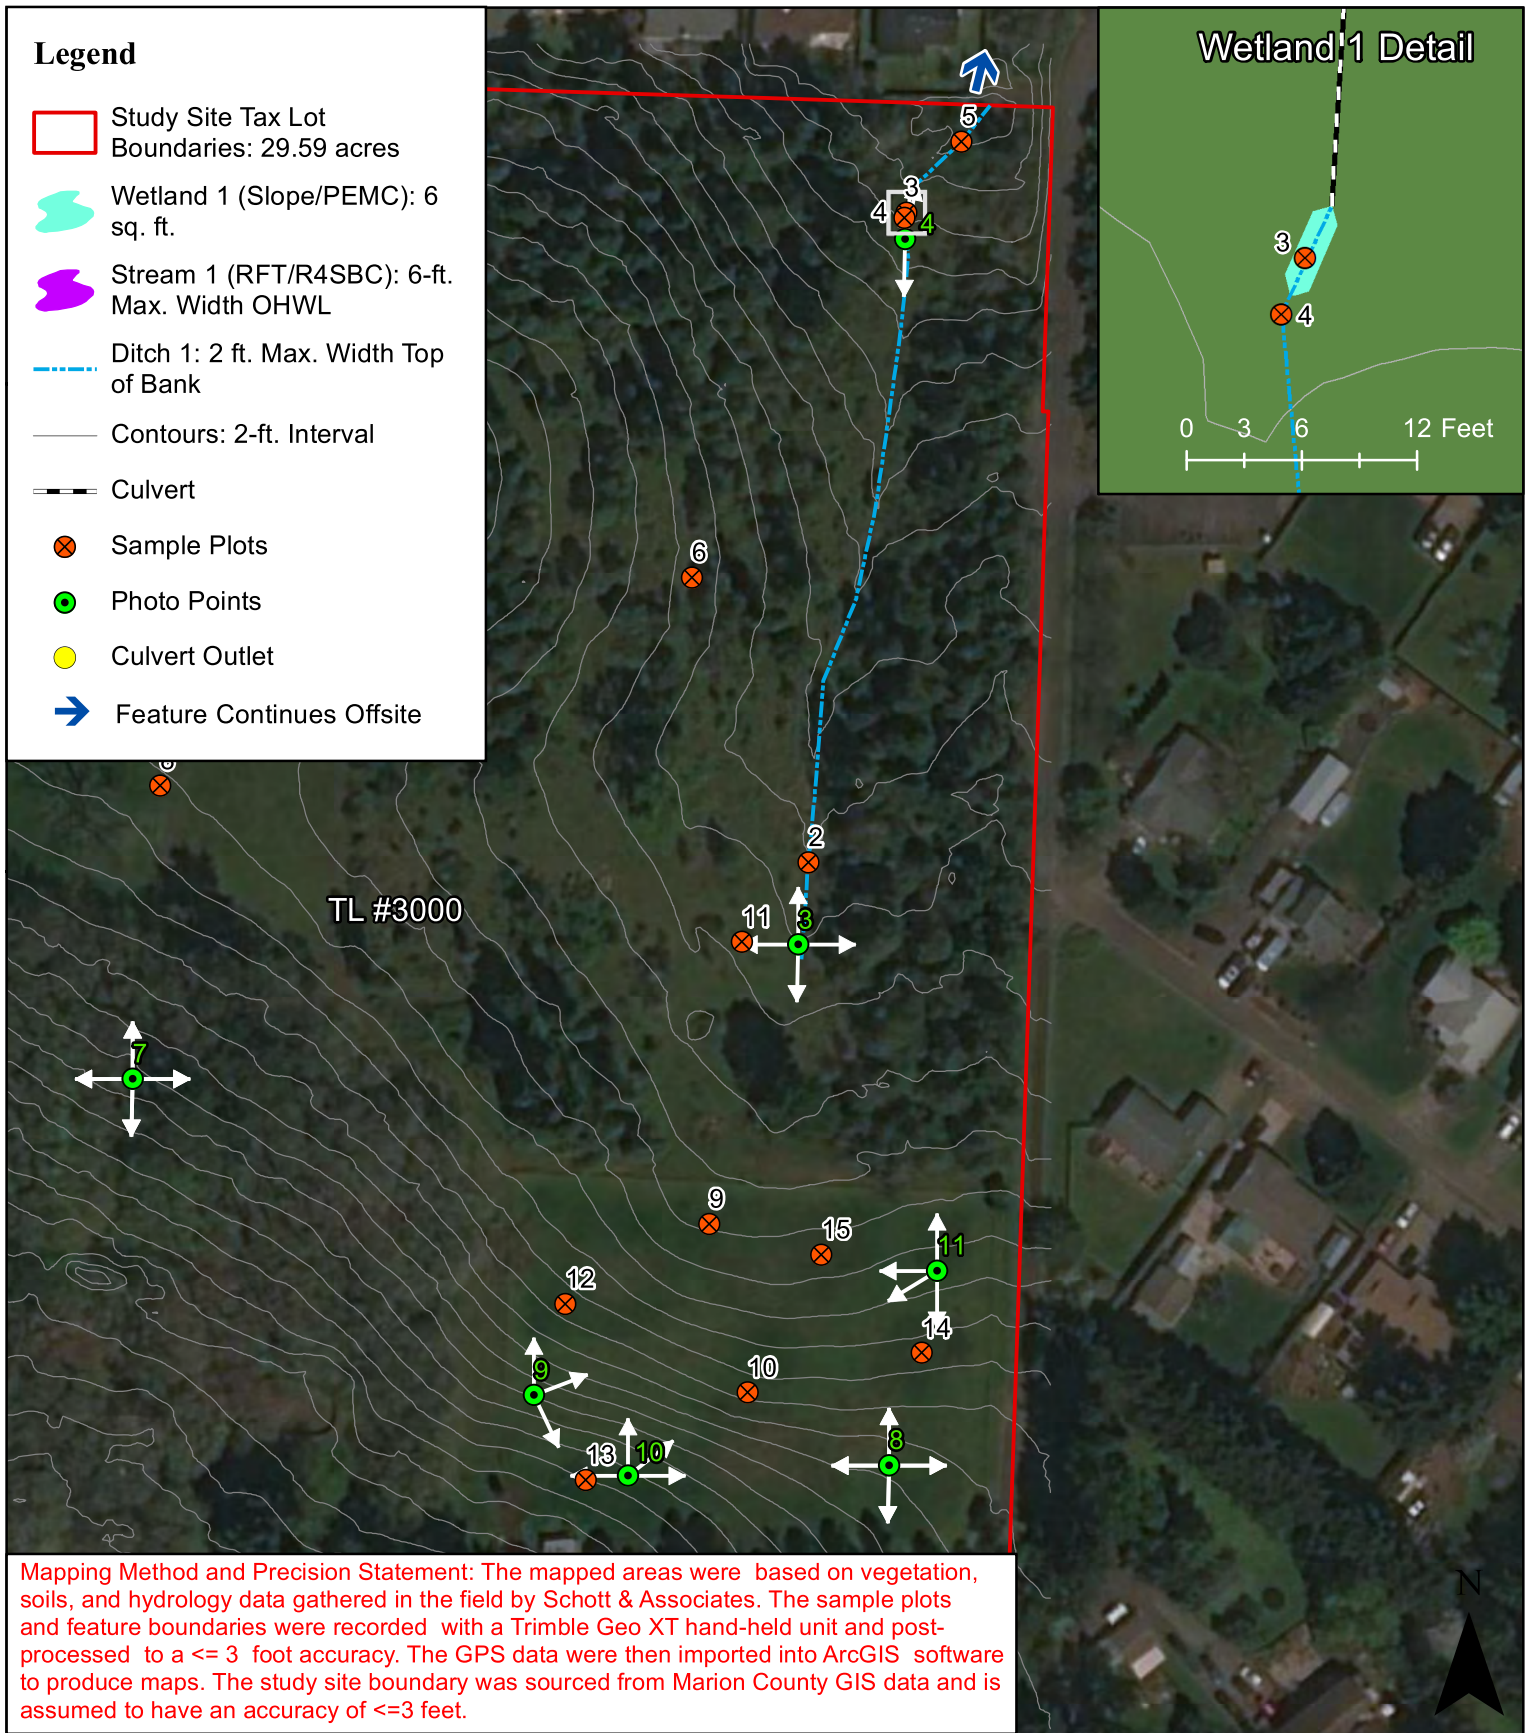 Legend
Study Site Tax Lot
Boundaries: 29.59 acres
Wetland 1 (Slope/PEMC): 6
sq. ft.
Stream 1 (RFT/R4SBC): 6-ft.
Max. Width OHWL
Ditch 1: 2 ft. Max. Width Top
of Bank
Contours: 2-ft. Interval
Culvert
Sample Plots
Photo Points
Culvert Outlet
Feature Continues Offsite
Wetland 1 Detail
3
4
0 3 6 12 Feet
5
3
4
4
6
2
TL #3000
11
3
7
9
15
11
12
14
9
10
8
13
10
Mapping Method and Precision Statement: The mapped areas were based on vegetation,
soils, and hydrology data gathered in the field by Schott & Associates. The sample plots
and feature boundaries were recorded with a Trimble Geo XT hand-held unit and post-
processed to a <= 3 foot accuracy. The GPS data were then imported into ArcGIS software
to produce maps. The study site boundary was sourced from Marion County GIS data and is
assumed to have an accuracy of <=3 feet.
N